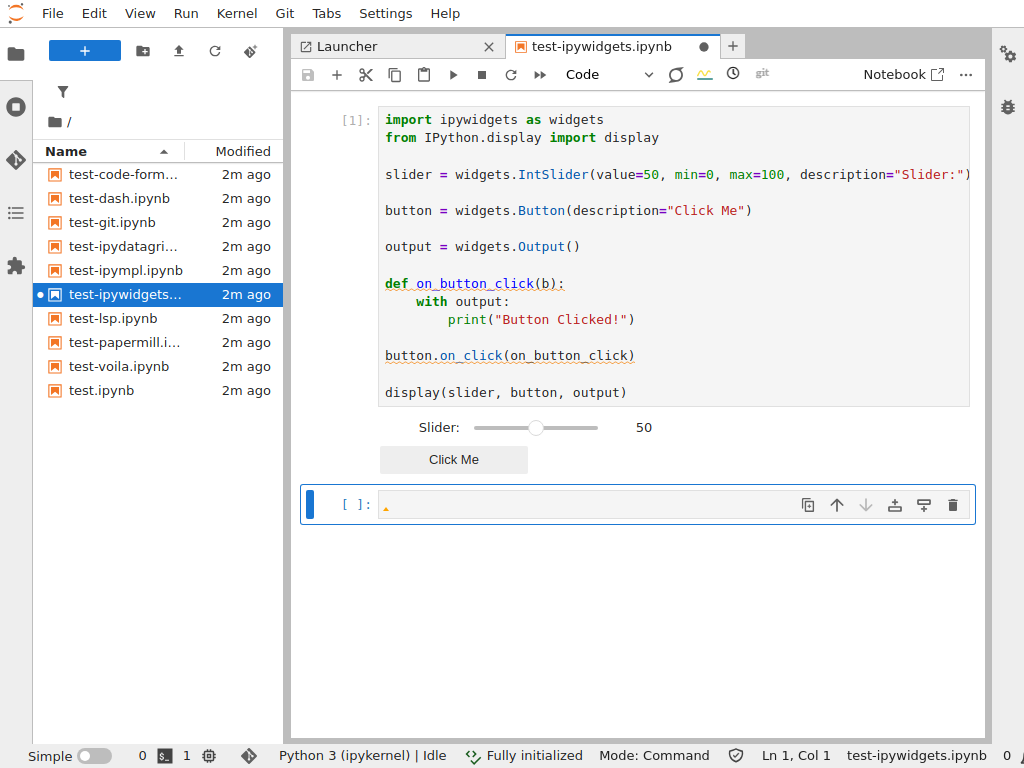 File Edit View Run Kernel Git Tabs Settings Help
Launcher
test-ipywidgets.ipynb
Code
git
Notebook
/
Name Modified
test-code-form… 2m ago
test-dash.ipynb 2m ago
test-git.ipynb 2m ago
test-ipydatagri… 2m ago
test-ipympl.ipynb 2m ago
test-ipywidgets… 2m ago
test-lsp.ipynb 2m ago
test-papermill.i… 2m ago
test-voila.ipynb 2m ago
test.ipynb 2m ago
[1]:
import ipywidgets as widgets
from IPython.display import display
slider = widgets.IntSlider(value=50, min=0, max=100, description="Slider:")
button = widgets.Button(description="Click Me")
output = widgets.Output()
def on_button_click(b):
    with output:
        print("Button Clicked!")
button.on_click(on_button_click)
display(slider, button, output)
Slider: 50
Click Me
[ ]:
Simple 0 1 Python 3 (ipykernel) | Idle Fully initialized Mode: Command Ln 1, Col 1 test-ipywidgets.ipynb 0